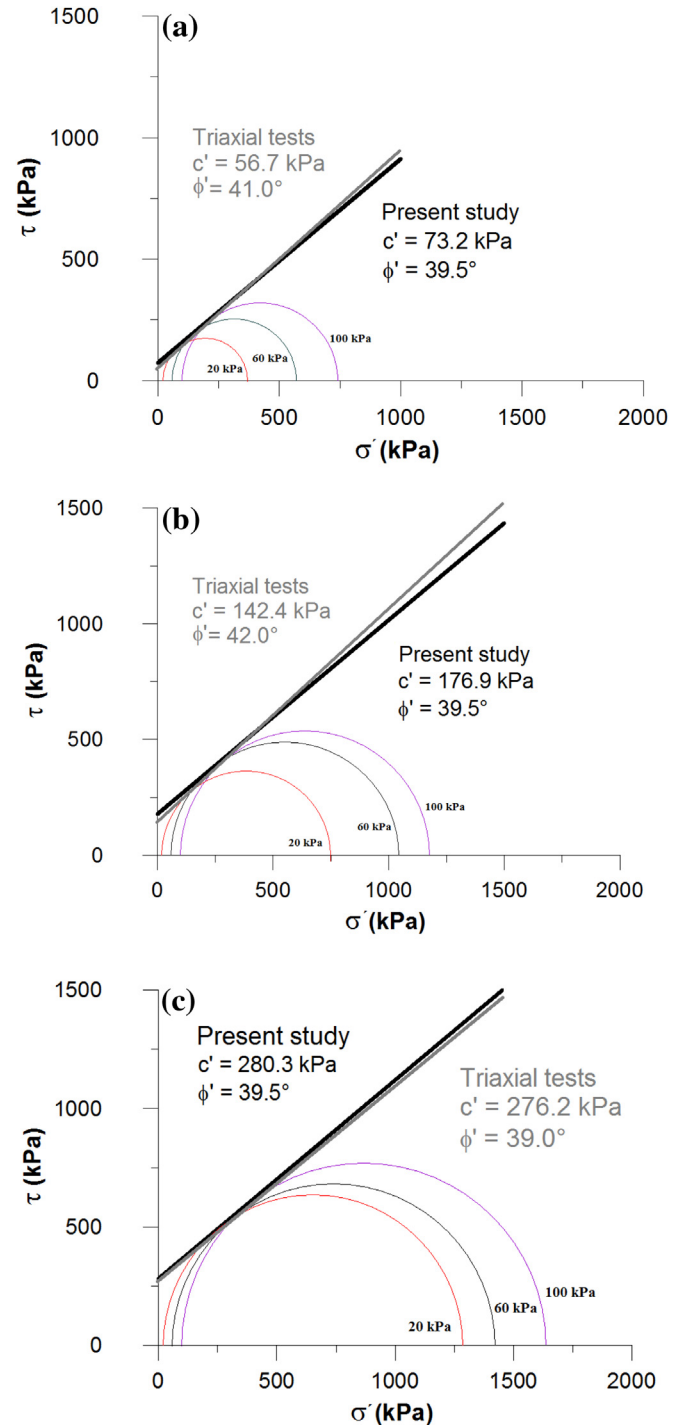 (a)
1500
1000
500
0
τ (kPa)
Triaxial tests
c' = 56.7 kPa
ϕ'= 41.0°
Present study
c' = 73.2 kPa
ϕ'= 39.5°
20 kPa
60 kPa
100 kPa
0 500 1000 1500 2000
σ´(kPa)
(b)
1500
1000
500
0
τ (kPa)
Triaxial tests
c' = 142.4 kPa
ϕ'= 42.0°
Present study
c' = 176.9 kPa
ϕ'= 39.5°
20 kPa
60 kPa
100 kPa
0 500 1000 1500 2000
σ´(kPa)
(c)
1500
1000
500
0
τ (kPa)
Present study
c' = 280.3 kPa
ϕ' = 39.5°
Triaxial tests
c' = 276.2 kPa
ϕ' = 39.0°
20 kPa
60 kPa
100 kPa
0 500 1000 1500 2000
σ´(kPa)